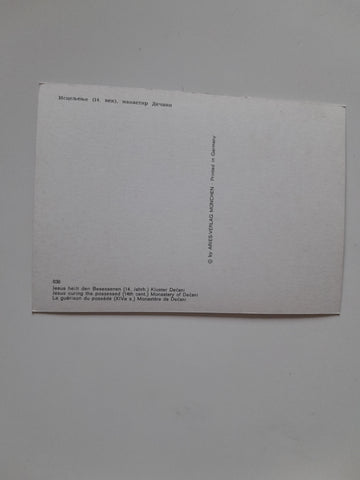 Исцељење (14. век), манастир Дечани
© by ARIES-VERLAG, MÜNCHEN · Printed in Germany
Jesus heilt den Besessenen (14. Jahrh.) Kloster Dečani
Jesus curing the possessed (14th cent.) Monastery of Dečani
La guérison du possédé (XIVe s.) Monastère de Dečani